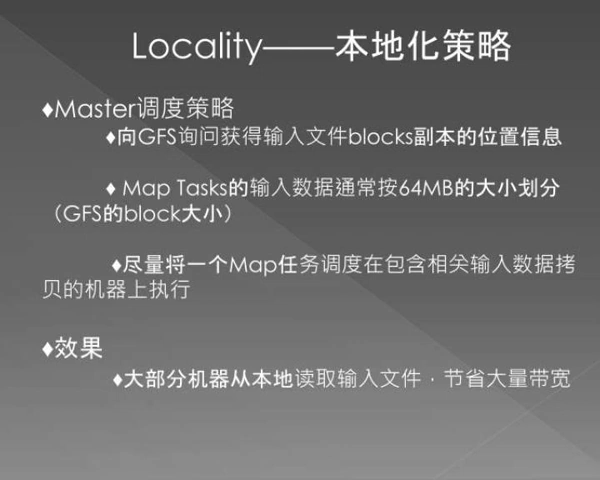 Locality——本地化策略
♦Master调度策略
♦向GFS询问获得输入文件blocks副本的位置信息
♦ Map Tasks的输入数据通常按64MB的大小划分
（GFS的block大小）
♦尽量将一个Map任务调度在包含相关输入数据拷
贝的机器上执行
♦效果
♦大部分机器从本地读取输入文件，节省大量带宽